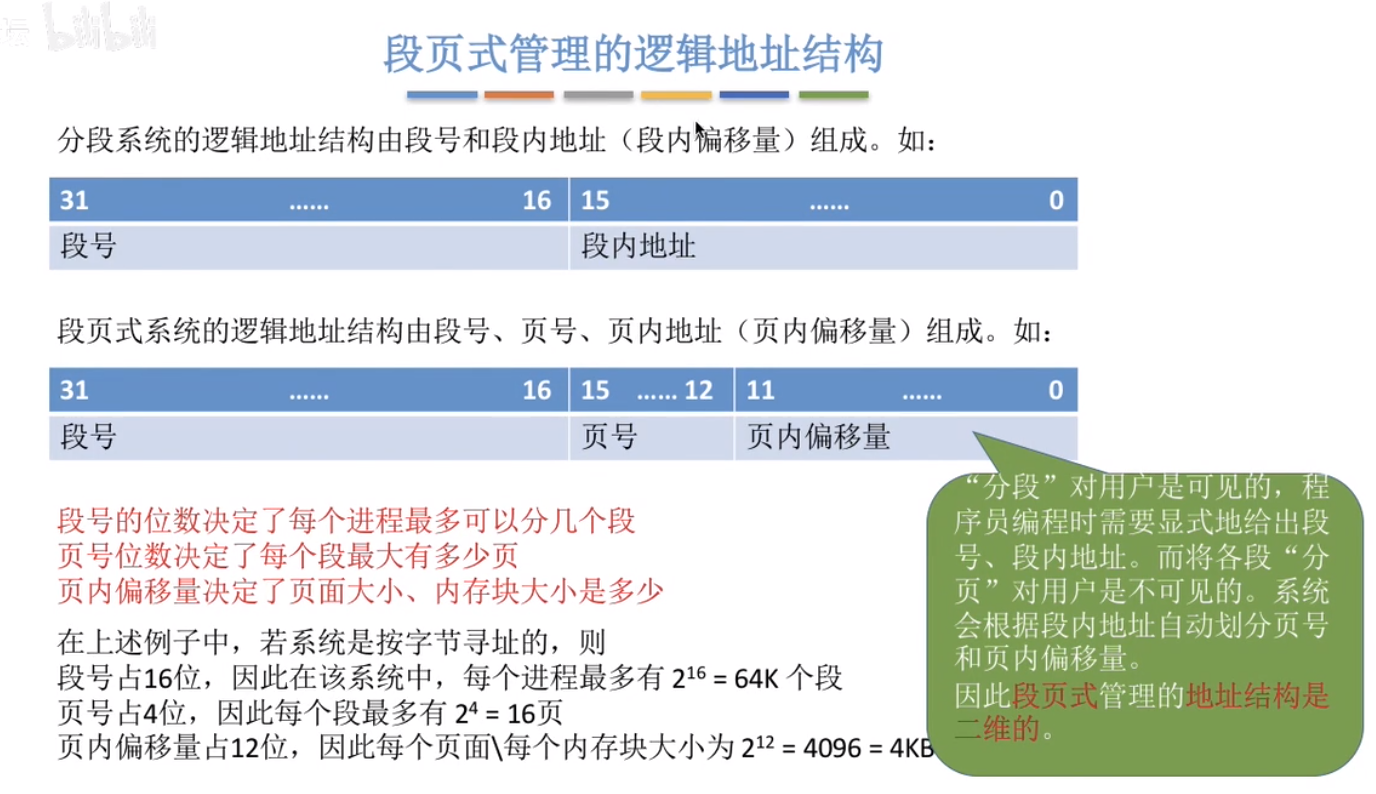 bilibili
段页式管理的逻辑地址结构
分段系统的逻辑地址结构由段号和段内地址（段内偏移量）组成。如：
31 …… 16 15 …… 0
段号 段内地址
段页式系统的逻辑地址结构由段号、页号、页内地址（页内偏移量）组成。如：
31 …… 16 15 …… 12 11 …… 0
段号 页号 页内偏移量
段号的位数决定了每个进程最多可以分几个段
页号位数决定了每个段最大有多少页
页内偏移量决定了页面大小、内存块大小是多少
在上述例子中，若系统是按字节寻址的，则
段号占16位，因此在该系统中，每个进程最多有 2¹⁶ = 64K 个段
页号占4位，因此每个段最多有 2⁴ = 16页
页内偏移量占12位，因此每个页面\每个内存块大小为 2¹² = 4096 = 4KB
“分段”对用户是可见的，程
序员编程时需要显式地给出段
号、段内地址。而将各段“分
页”对用户是不可见的。系统
会根据段内地址自动划分页号
和页内偏移量。
因此段页式管理的地址结构是
二维的。